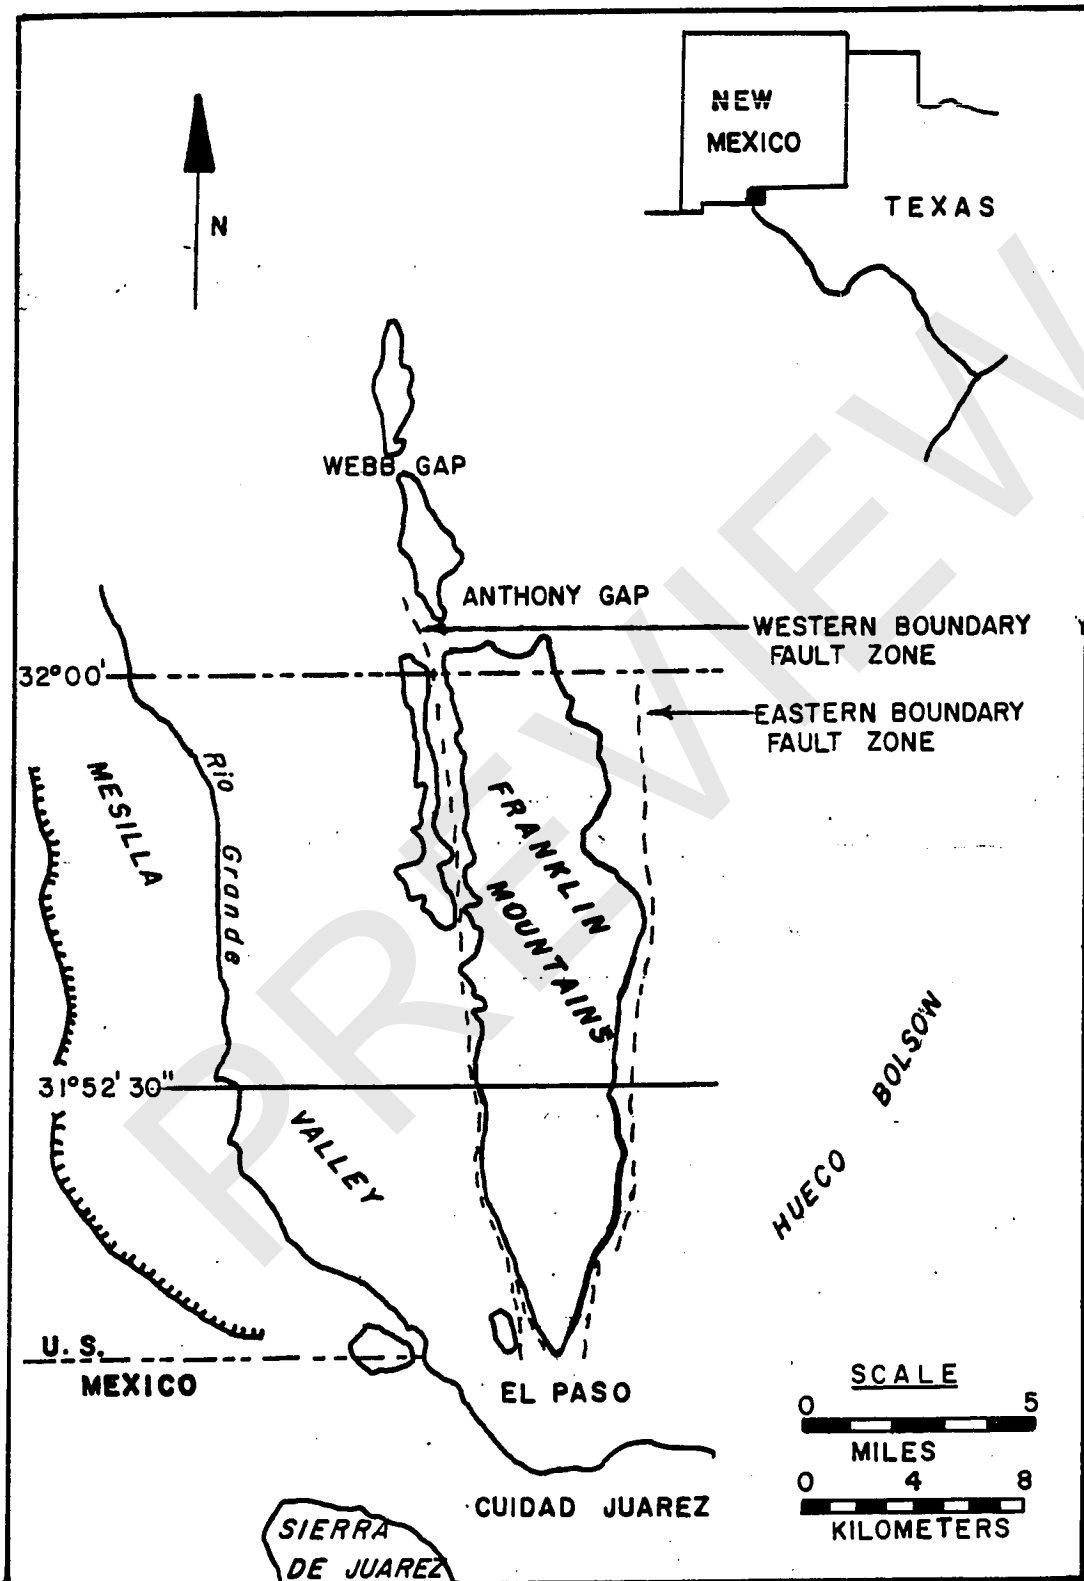 NEW
MEXICO
TEXAS
N
WEBB GAP
ANTHONY GAP
WESTERN BOUNDARY
FAULT ZONE
32°00'
EASTERN BOUNDARY
FAULT ZONE
MESILLA
Rio
Grande
FRANKLIN
MOUNTAINS
31°52'30"
VALLEY
HUECO
BOLSON
U.S.
MEXICO
EL PASO
SCALE
0 5
MILES
0 4 8
KILOMETERS
CUIDAD JUAREZ
SIERRA
DE JUAREZ
PREVIEW